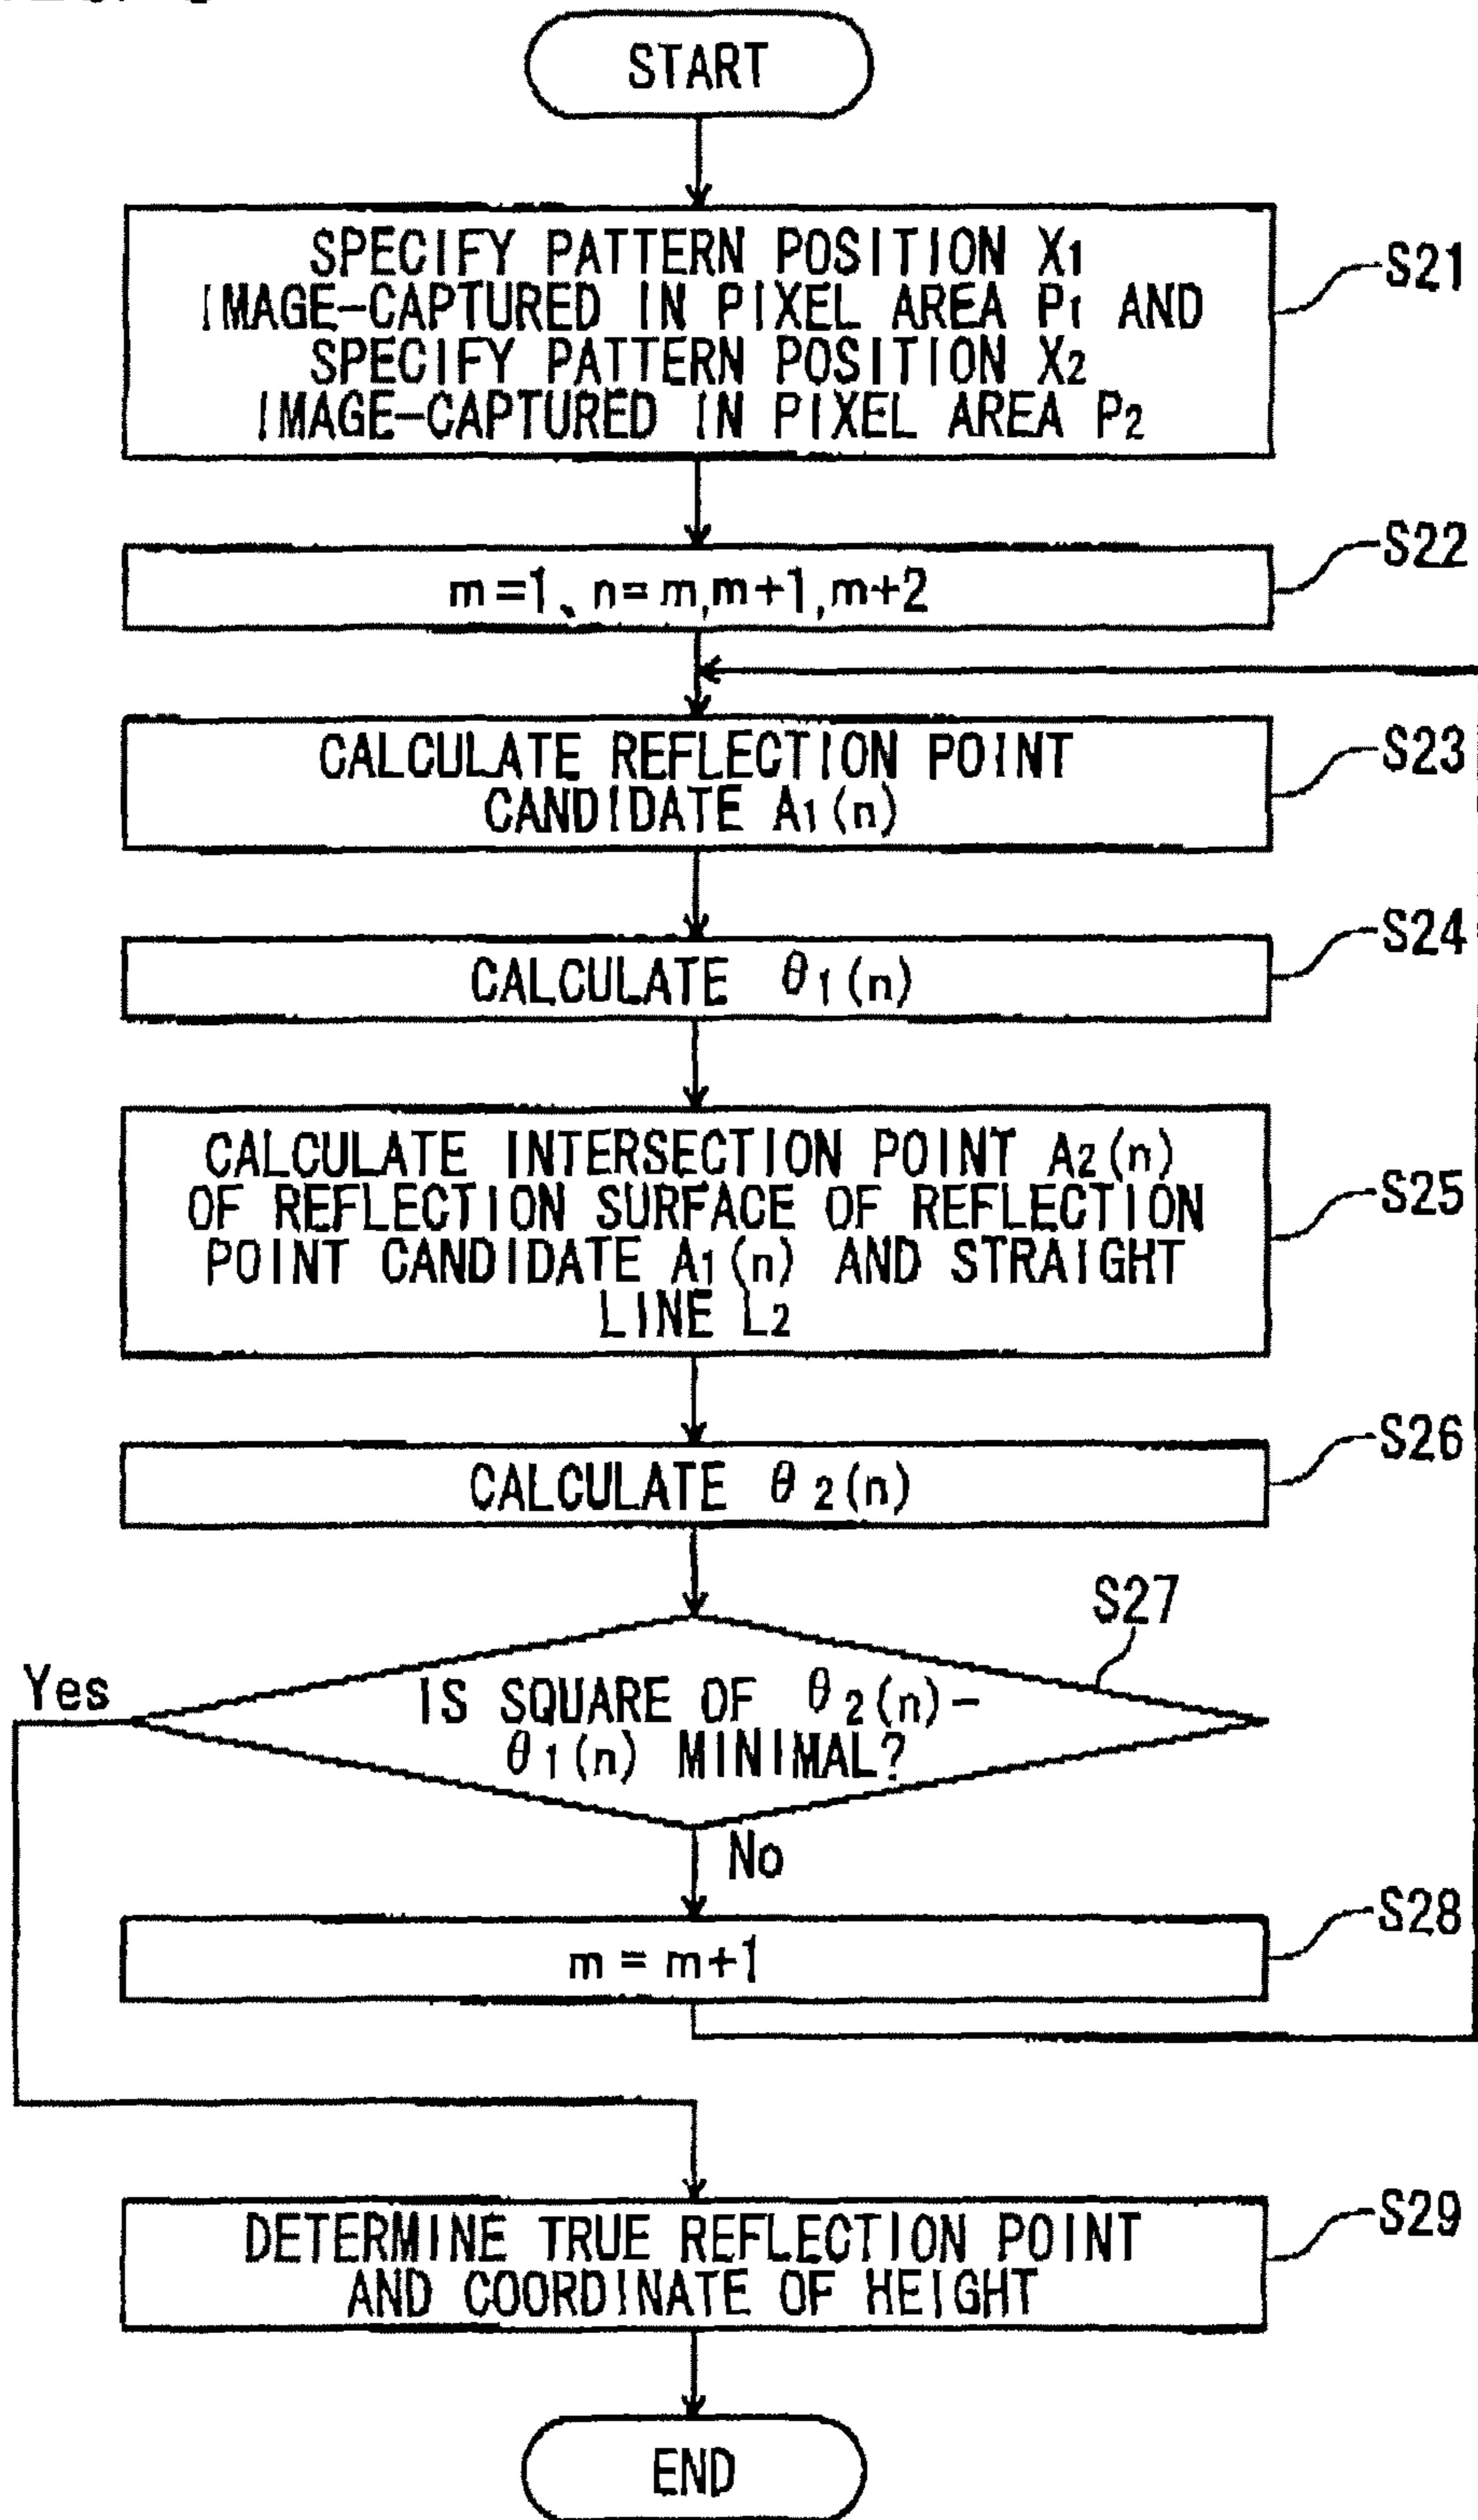 START
SPECIFY PATTERN POSITION X1
IMAGE-CAPTURED IN PIXEL AREA P1 AND
SPECIFY PATTERN POSITION X2
IMAGE-CAPTURED IN PIXEL AREA P2
S21
m=1、n=m,m+1,m+2
S22
CALCULATE REFLECTION POINT
CANDIDATE A1(n)
S23
CALCULATE θ1(n)
S24
CALCULATE INTERSECTION POINT A2(n)
OF REFLECTION SURFACE OF REFLECTION
POINT CANDIDATE A1(n) AND STRAIGHT
LINE L2
S25
CALCULATE θ2(n)
S26
S27
Yes
IS SQUARE OF θ2(n)-
θ1(n) MINIMAL?
No
m=m+1
S28
DETERMINE TRUE REFLECTION POINT
AND COORDINATE OF HEIGHT
S29
END